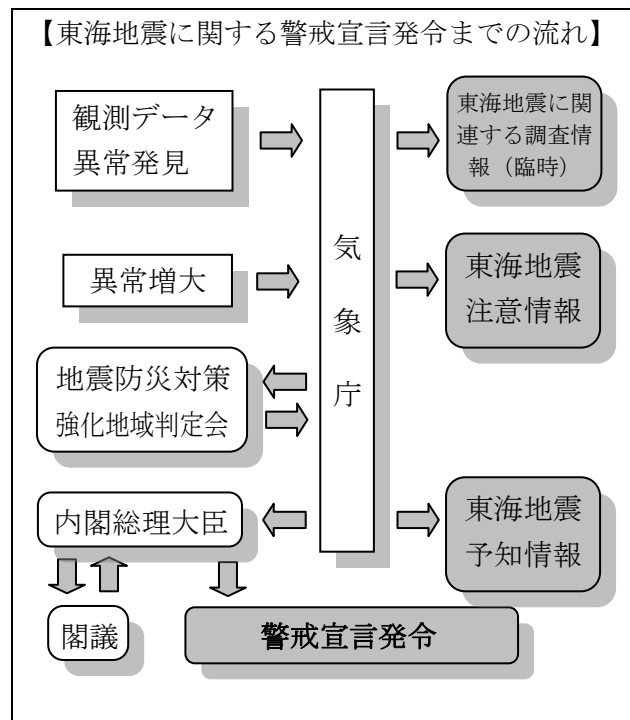 【東海地震に関する警戒宣言発令までの流れ】
観測データ
異常発見
東海地震に関
連する調査情
報（臨時）
気
象
庁
異常増大
東海地震
注意情報
地震防災対策
強化地域判定会
内閣総理大臣
東海地震
予知情報
閣議
警戒宣言発令